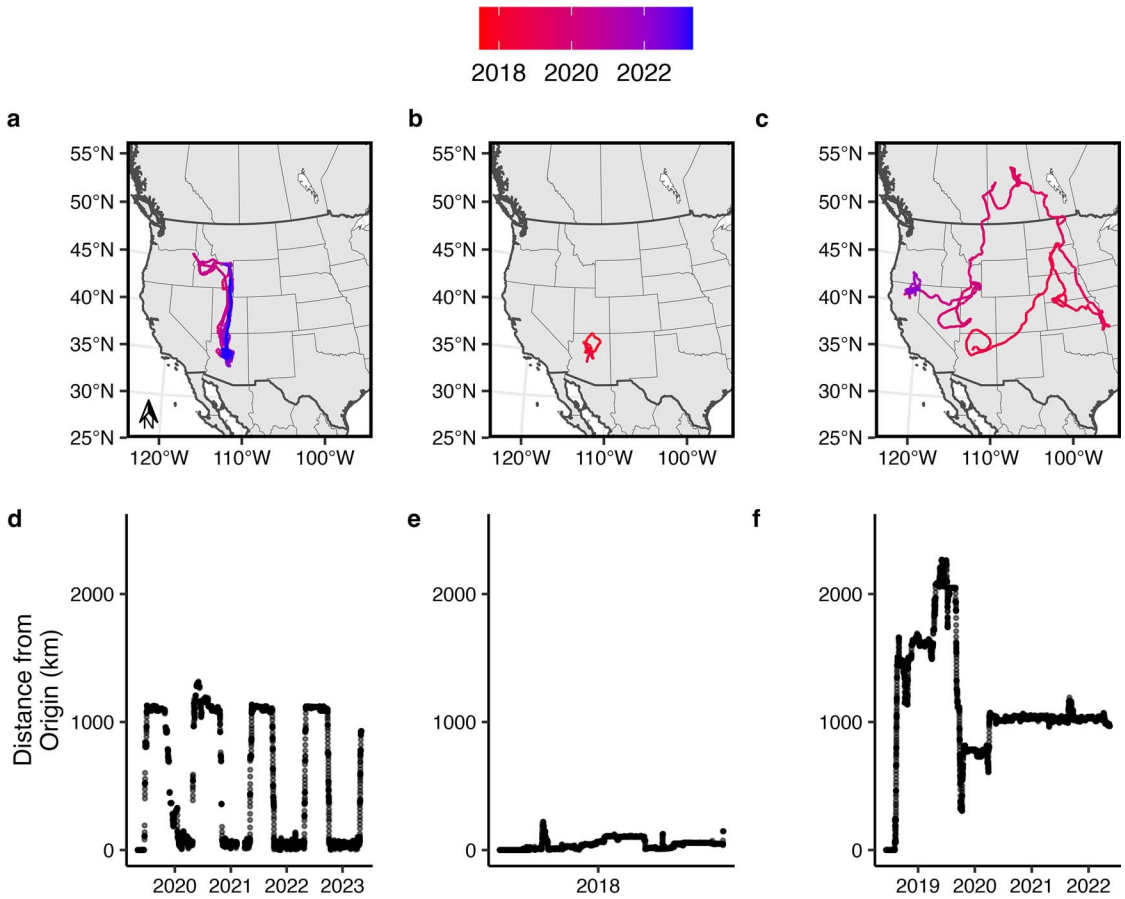 2018 2020 2022
a b c
55°N 55°N 55°N
50°N 50°N 50°N
45°N 45°N 45°N
40°N 40°N 40°N
35°N 35°N 35°N
30°N 30°N 30°N
N
25°N 25°N 25°N
120°W 110°W 100°W 120°W 110°W 100°W 120°W 110°W 100°W
d e f
2000 2000 2000
Distance from
Origin (km)
1000 1000 1000
0 0 0
2020 2021 2022 2023 2018 2019 2020 2021 2022